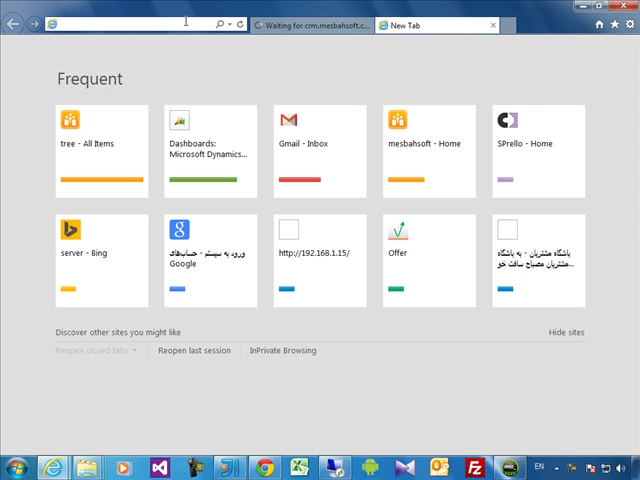 Waiting for crm.mesbahsoft.c...
New Tab
Frequent
tree - All Items
Dashboards:
Microsoft Dynamics...
Gmail - Inbox
mesbahsoft - Home
SPrello - Home
server - Bing
ورود به سیستم - حساب‌های
Google
http://192.168.1.15/
Offer
باشگاه مشتریان - به باشگاه
مشتریان مصباح سافت خو...
Discover other sites you might like
Hide sites
Reopen closed tabs
Reopen last session
InPrivate Browsing
EN